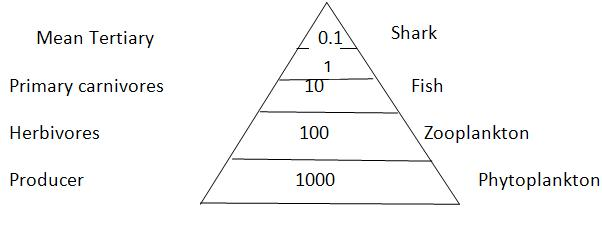 Mean Tertiary 0.1 Shark
1
Primary carnivores 10 Fish
Herbivores 100 Zooplankton
Producer 1000 Phytoplankton